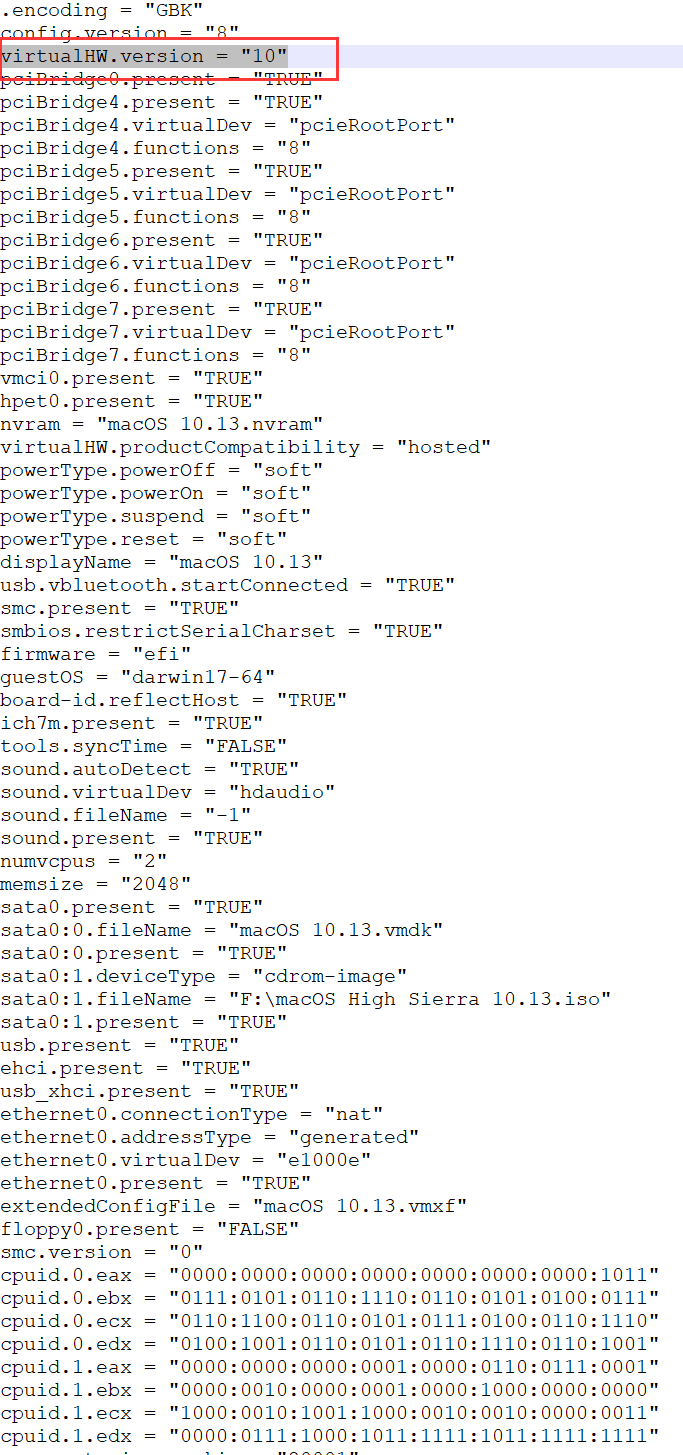 .encoding = "GBK"
config.version = "8"
virtualHW.version = "10"
pciBridge0.present = "TRUE"
pciBridge4.present = "TRUE"
pciBridge4.virtualDev = "pcieRootPort"
pciBridge4.functions = "8"
pciBridge5.present = "TRUE"
pciBridge5.virtualDev = "pcieRootPort"
pciBridge5.functions = "8"
pciBridge6.present = "TRUE"
pciBridge6.virtualDev = "pcieRootPort"
pciBridge6.functions = "8"
pciBridge7.present = "TRUE"
pciBridge7.virtualDev = "pcieRootPort"
pciBridge7.functions = "8"
vmci0.present = "TRUE"
hpet0.present = "TRUE"
nvram = "macOS 10.13.nvram"
virtualHW.productCompatibility = "hosted"
powerType.powerOff = "soft"
powerType.powerOn = "soft"
powerType.suspend = "soft"
powerType.reset = "soft"
displayName = "macOS 10.13"
usb.vbluetooth.startConnected = "TRUE"
smc.present = "TRUE"
smbios.restrictSerialCharset = "TRUE"
firmware = "efi"
guestOS = "darwin17-64"
board-id.reflectHost = "TRUE"
ich7m.present = "TRUE"
tools.syncTime = "FALSE"
sound.autoDetect = "TRUE"
sound.virtualDev = "hdaudio"
sound.fileName = "-1"
sound.present = "TRUE"
numvcpus = "2"
memsize = "2048"
sata0.present = "TRUE"
sata0:0.fileName = "macOS 10.13.vmdk"
sata0:0.present = "TRUE"
sata0:1.deviceType = "cdrom-image"
sata0:1.fileName = "F:\macOS High Sierra 10.13.iso"
sata0:1.present = "TRUE"
usb.present = "TRUE"
ehci.present = "TRUE"
usb_xhci.present = "TRUE"
ethernet0.connectionType = "nat"
ethernet0.addressType = "generated"
ethernet0.virtualDev = "e1000e"
ethernet0.present = "TRUE"
extendedConfigFile = "macOS 10.13.vmxf"
floppy0.present = "FALSE"
smc.version = "0"
cpuid.0.eax = "0000:0000:0000:0000:0000:0000:0000:1011"
cpuid.0.ebx = "0111:0101:0110:1110:0110:0101:0100:0111"
cpuid.0.ecx = "0110:1100:0110:0101:0111:0100:0110:1110"
cpuid.0.edx = "0100:1001:0110:0101:0110:1110:0110:1001"
cpuid.1.eax = "0000:0000:0000:0001:0000:0110:0111:0001"
cpuid.1.ebx = "0000:0010:0000:0001:0000:1000:0000:0000"
cpuid.1.ecx = "1000:0010:1001:1000:0010:0010:0000:0011"
cpuid.1.edx = "0000:0111:1000:1011:1111:1011:1111:1111"